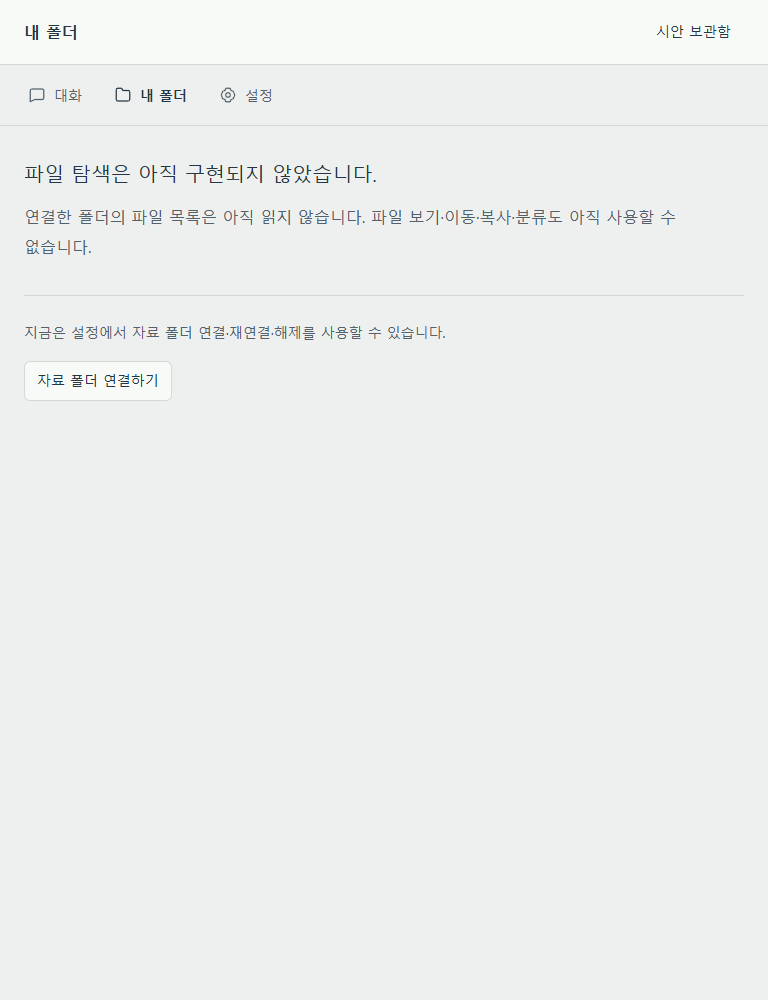 내 폴더
시안 보관함
대화
내 폴더
설정
파일 탐색은 아직 구현되지 않았습니다.
연결한 폴더의 파일 목록은 아직 읽지 않습니다. 파일 보기·이동·복사·분류도 아직 사용할 수
없습니다.
지금은 설정에서 자료 폴더 연결·재연결·해제를 사용할 수 있습니다.
자료 폴더 연결하기